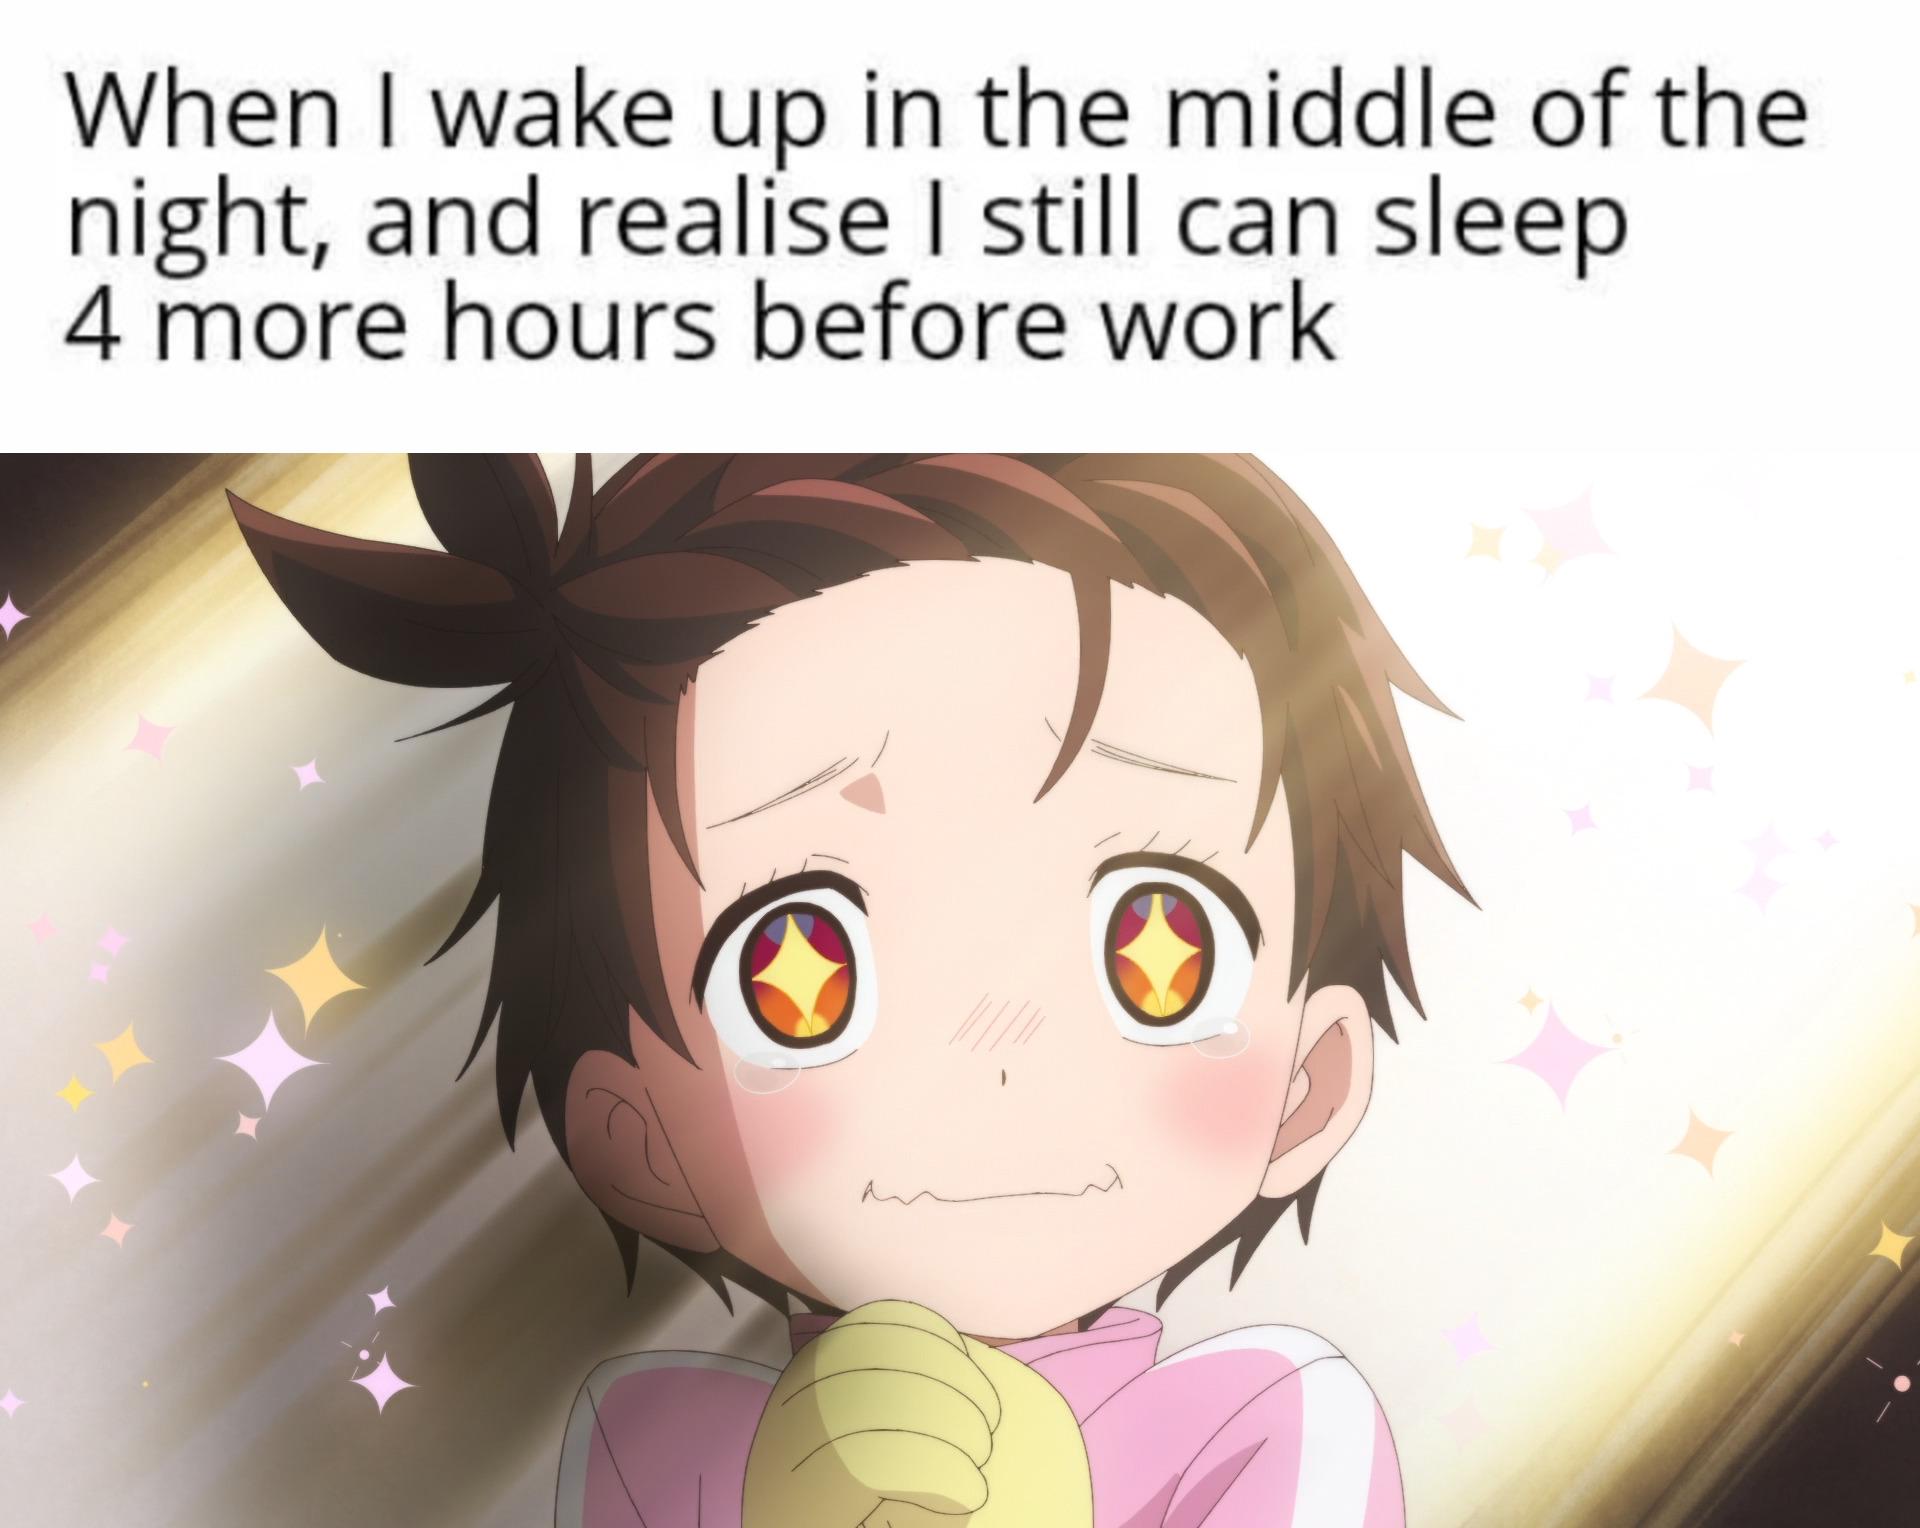 When I wake up in the middle of the
night, and realise I still can sleep
4 more hours before work